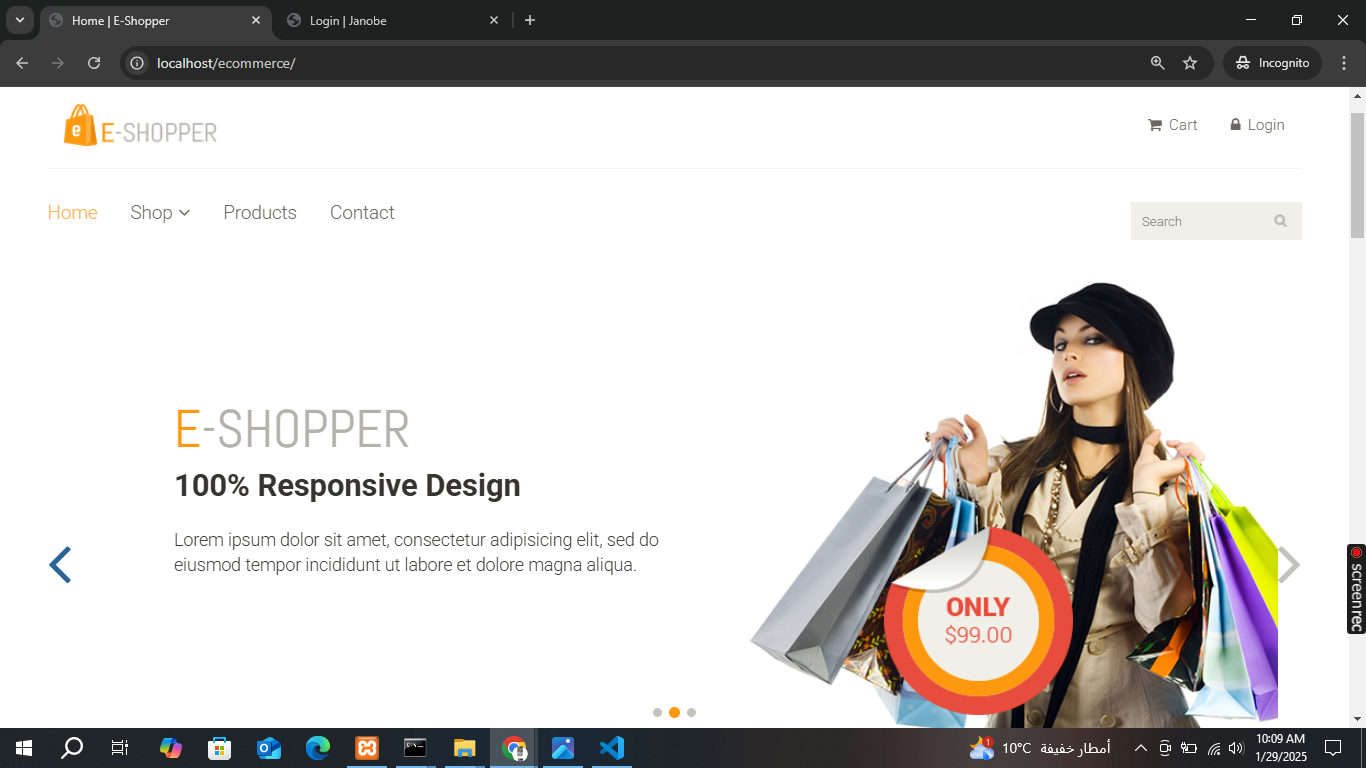 Home | E-Shopper
Login | Janobe
localhost/ecommerce/
Incognito
e
E-SHOPPER
Cart
Login
Home
Shop
Products
Contact
Search
E-SHOPPER
100% Responsive Design
Lorem ipsum dolor sit amet, consectetur adipisicing elit, sed do
eiusmod tempor incididunt ut labore et dolore magna aliqua.
ONLY
$99.00
screenrec
1
10°C أمطار خفيفة
10:09 AM
1/29/2025